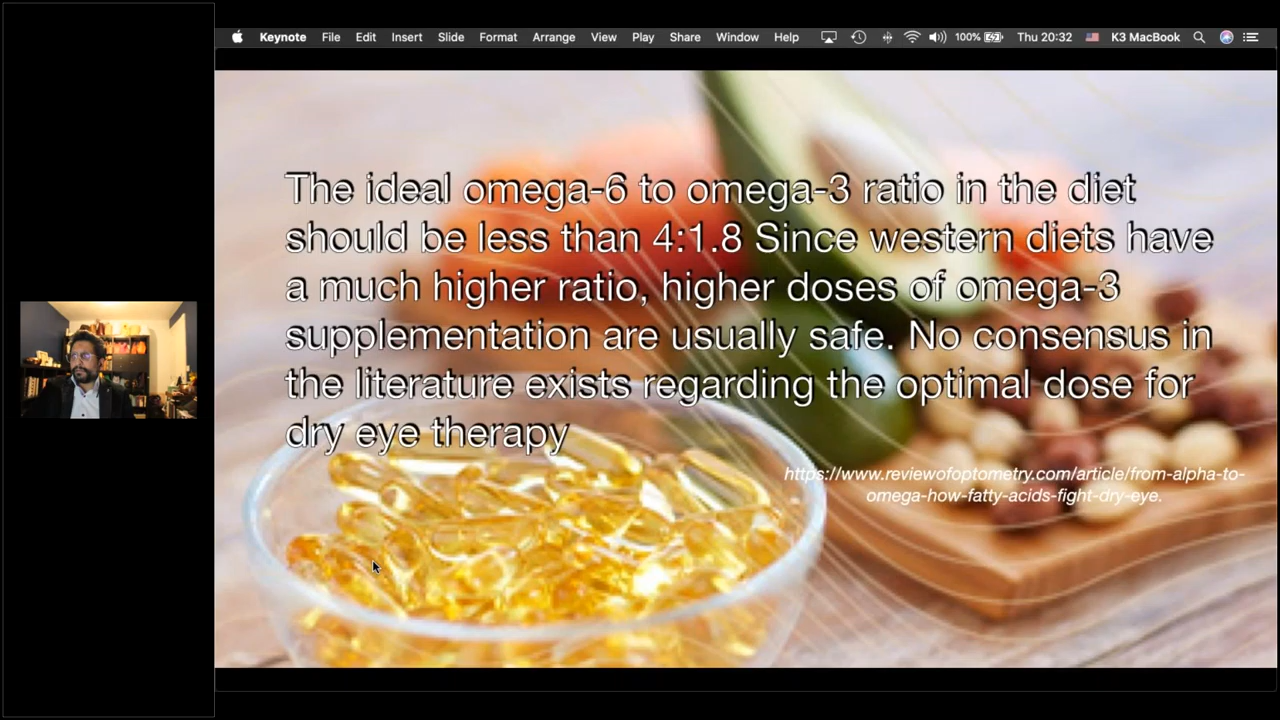 Keynote File Edit Insert Slide Format Arrange View Play Share Window Help 100% Thu 20:32 K3 MacBook
The ideal omega-6 to omega-3 ratio in the diet
should be less than 4:1.8 Since western diets have
a much higher ratio, higher doses of omega-3
supplementation are usually safe. No consensus in
the literature exists regarding the optimal dose for
dry eye therapy
https://www.reviewofoptometry.com/article/from-alpha-to-
omega-how-fatty-acids-fight-dry-eye.